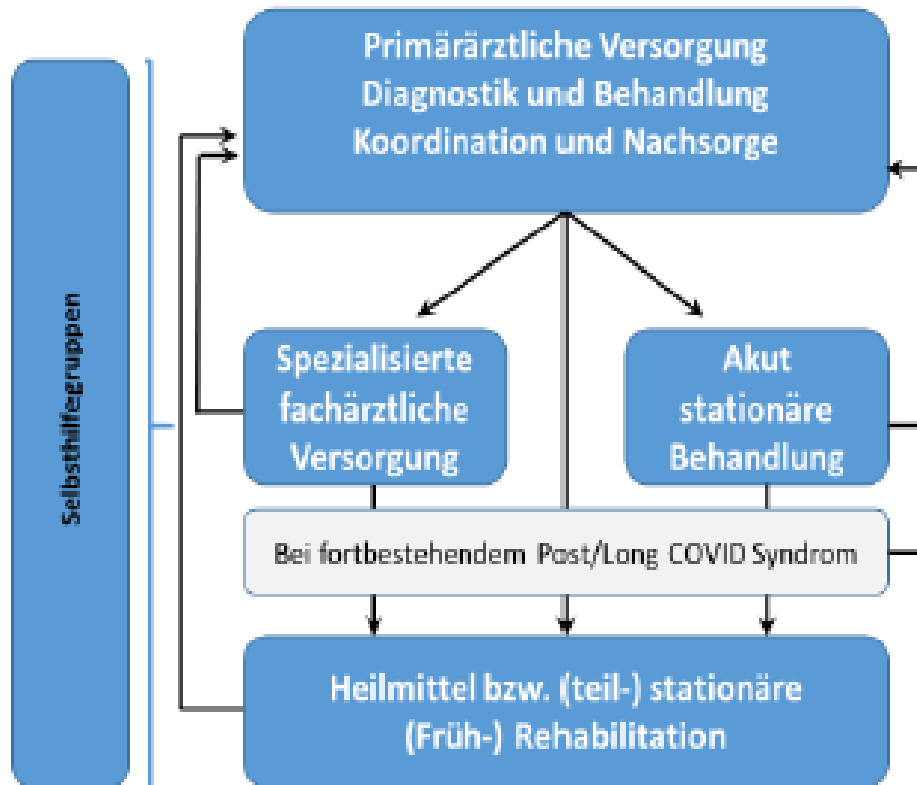 Primärärztliche Versorgung
Diagnostik und Behandlung
Koordination und Nachsorge
Selbsthilfegruppen
Spezialisierte
fachärztliche
Versorgung
Akut
stationäre
Behandlung
Bei fortbestehendem Post/Long COVID Syndrom
Heilmittel bzw. (teil-) stationäre
(Früh-) Rehabilitation